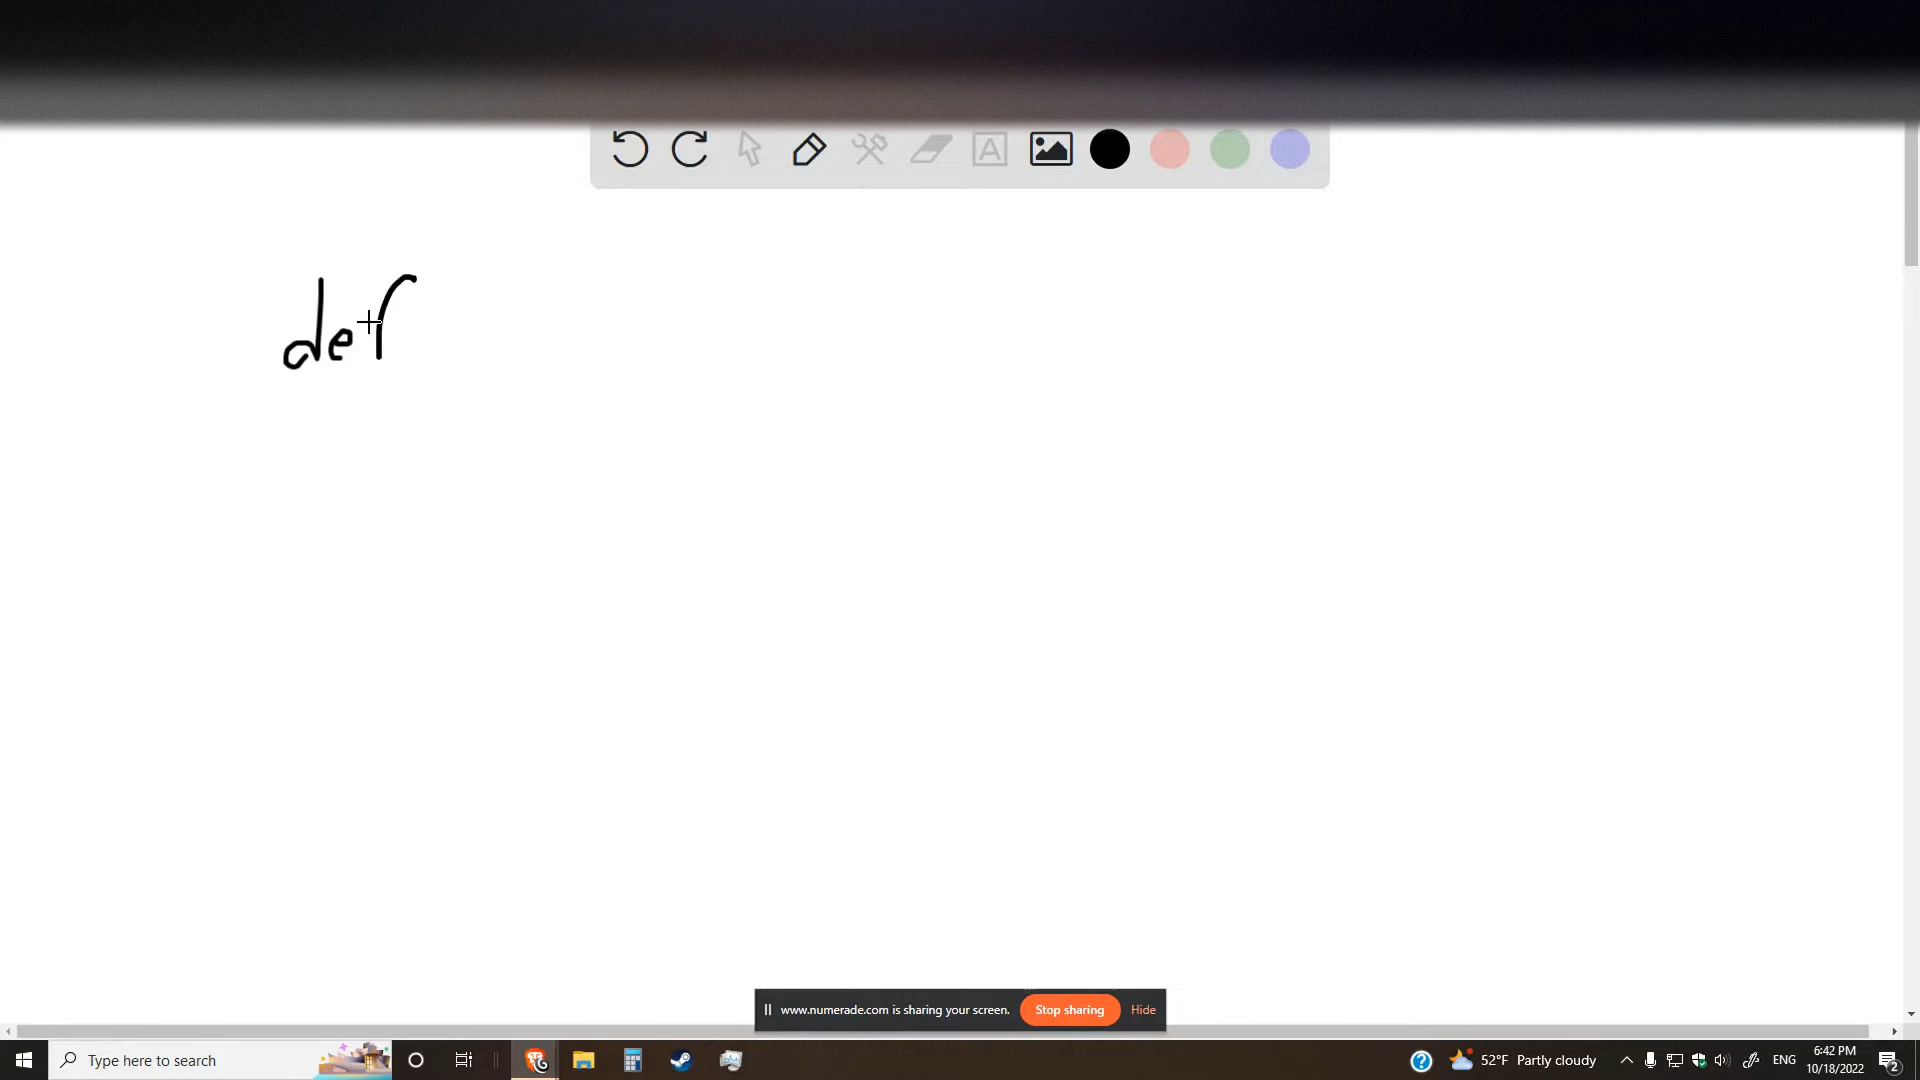 A
def
www.numerade.com is sharing your screen. Stop sharing Hide
Type here to search
52°F Partly cloudy
ENG
6:42 PM
10/18/2022
2